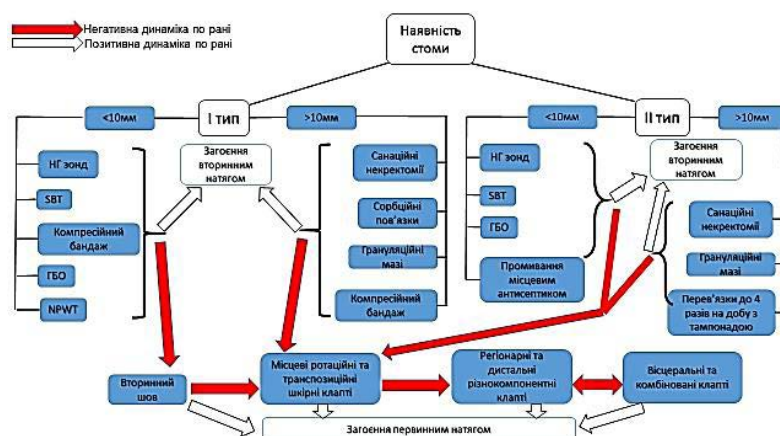 Негативна динаміка по рані
Позитивна динаміка по рані
Наявність
стоми
<10мм
І тип
>10мм
<10мм
ІІ тип
>10мм
НГ зонд
SBT
Компресійний
бандаж
ГБО
NPWT
Загоєння
вторинним
натягом
Санаційні
некректомії
Сорбційні
пов'язки
Грануляційні
мазі
Компресійний
бандаж
НГ зонд
SBT
ГБО
Промивання
місцевим
антисептиком
Загоєння
вторинним
натягом
Санаційні
некректомії
Грануляційні
мазі
Перев'язки до 4
разів на добу з
тампонадою
Вторинний
шов
Місцеві ротаційні та
транспозиційні
шкірні клапті
Регіонарні та
дистальні
різнокомпонентні
клапті
Вісцеральні та
комбіновані клапті
Загоєння первинним натягом